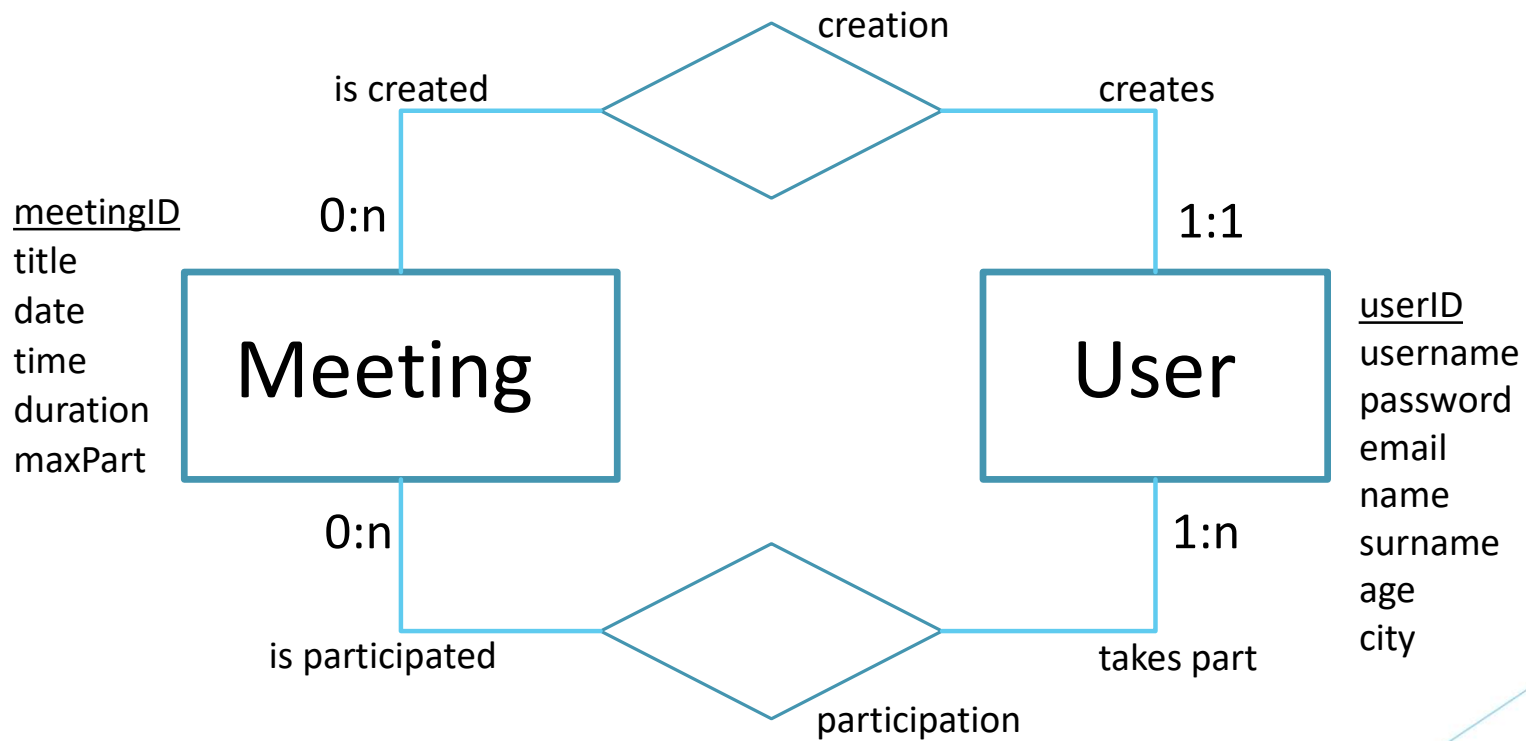 creation
is created
creates
0:n
1:1
meetingID
title
date
time
duration
maxPart
Meeting
User
userID
username
password
email
name
surname
age
city
0:n
1:n
is participated
takes part
participation